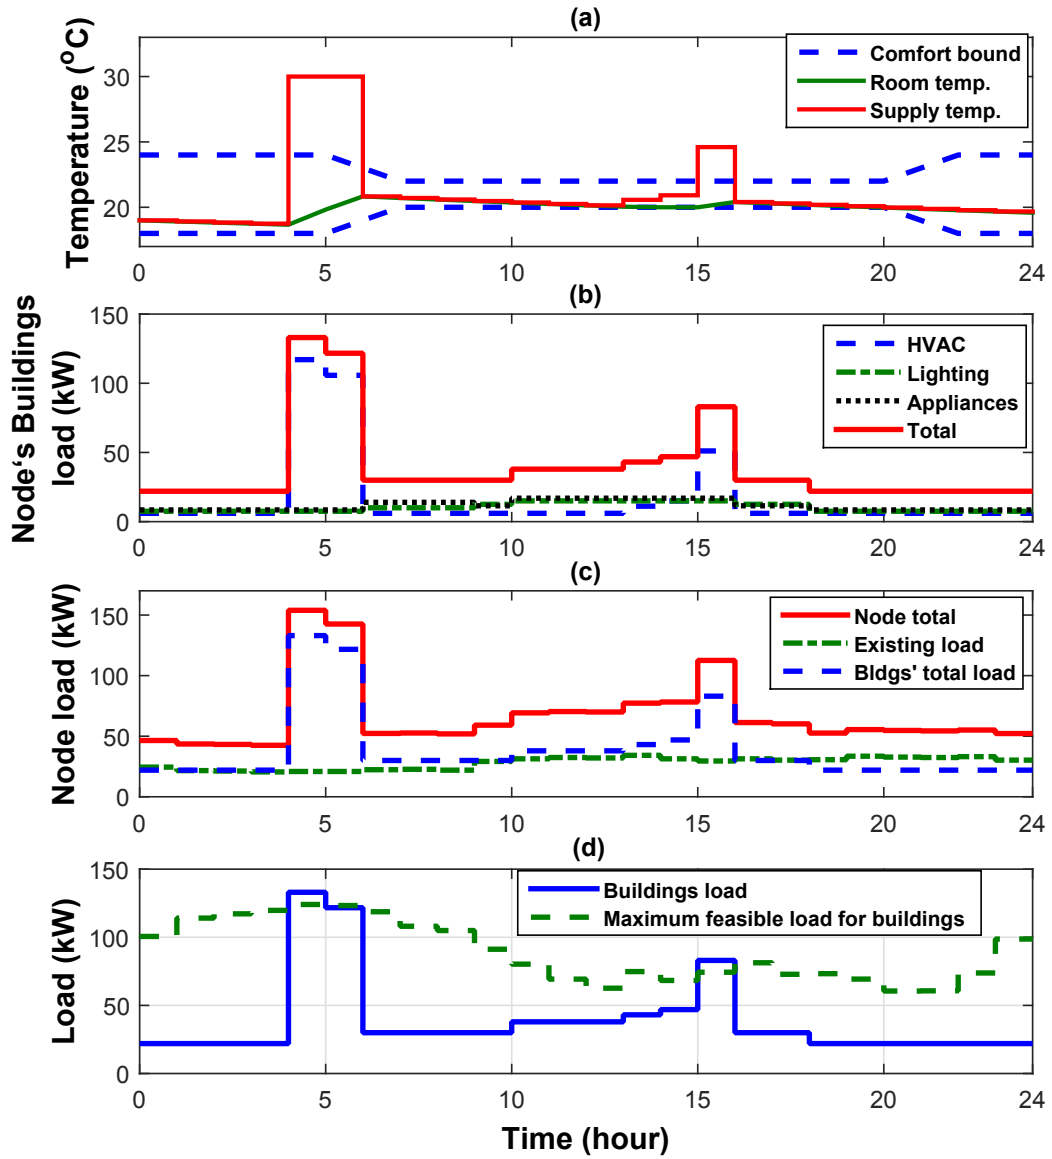 (a)
Temperature (°C)
30
25
20
Comfort bound
Room temp.
Supply temp.
0
5
10
15
20
24
(b)
Node's Buildings
load (kW)
150
100
50
0
HVAC
Lighting
Appliances
Total
0
5
10
15
20
24
(c)
Node load (kW)
150
100
50
0
Node total
Existing load
Bldgs' total load
0
5
10
15
20
24
(d)
Load (kW)
150
100
50
0
Buildings load
Maximum feasible load for buildings
0
5
10
15
20
24
Time (hour)